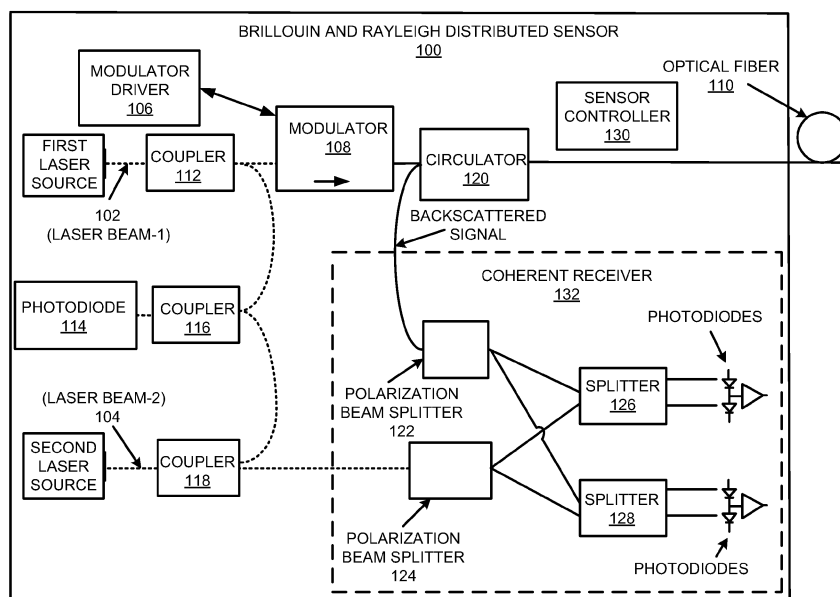 BRILLOUIN AND RAYLEIGH DISTRIBUTED SENSOR
100
OPTICAL FIBER
110
MODULATOR
DRIVER
106
MODULATOR
108
SENSOR
CONTROLLER
130
FIRST
LASER
SOURCE
COUPLER
112
CIRCULATOR
120
102
(LASER BEAM-1)
BACKSCATTERED
SIGNAL
COHERENT RECEIVER
132
PHOTODIODE
114
COUPLER
116
PHOTODIODES
POLARIZATION
BEAM SPLITTER
122
SPLITTER
126
(LASER BEAM-2)
104
SECOND
LASER
SOURCE
COUPLER
118
SPLITTER
128
POLARIZATION
BEAM SPLITTER
124
PHOTODIODES